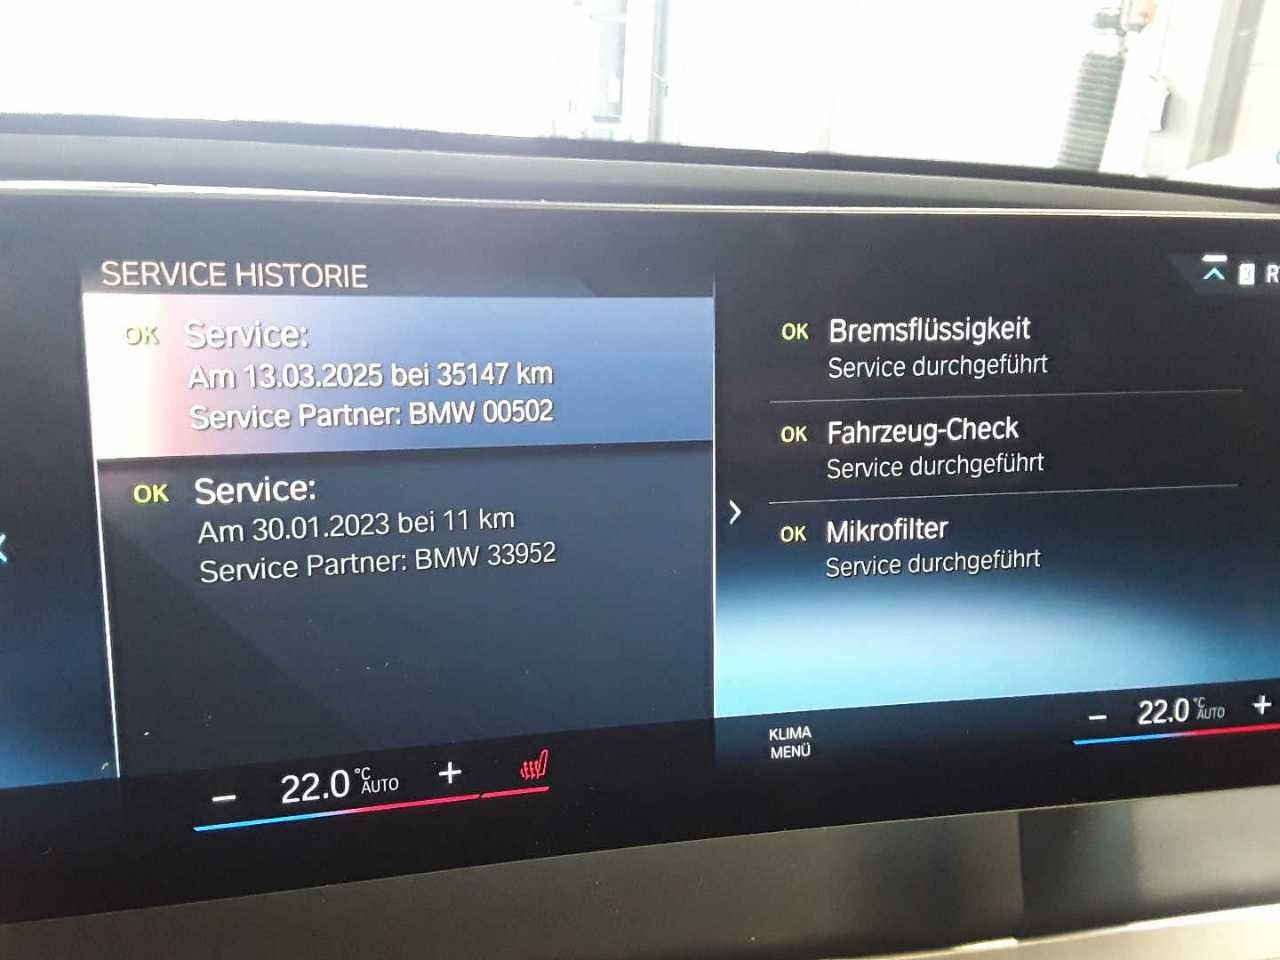 SERVICE HISTORIE
OK Service:
Am 13.03.2025 bei 35147 km
Service Partner: BMW 00502
OK Service:
Am 30.01.2023 bei 11 km
Service Partner: BMW 33952
OK Bremsflüssigkeit
Service durchgeführt
OK Fahrzeug-Check
Service durchgeführt
OK Mikrofilter
Service durchgeführt
KLIMA
MENÜ
− 22.0 °C AUTO +
− 22.0 °C AUTO +